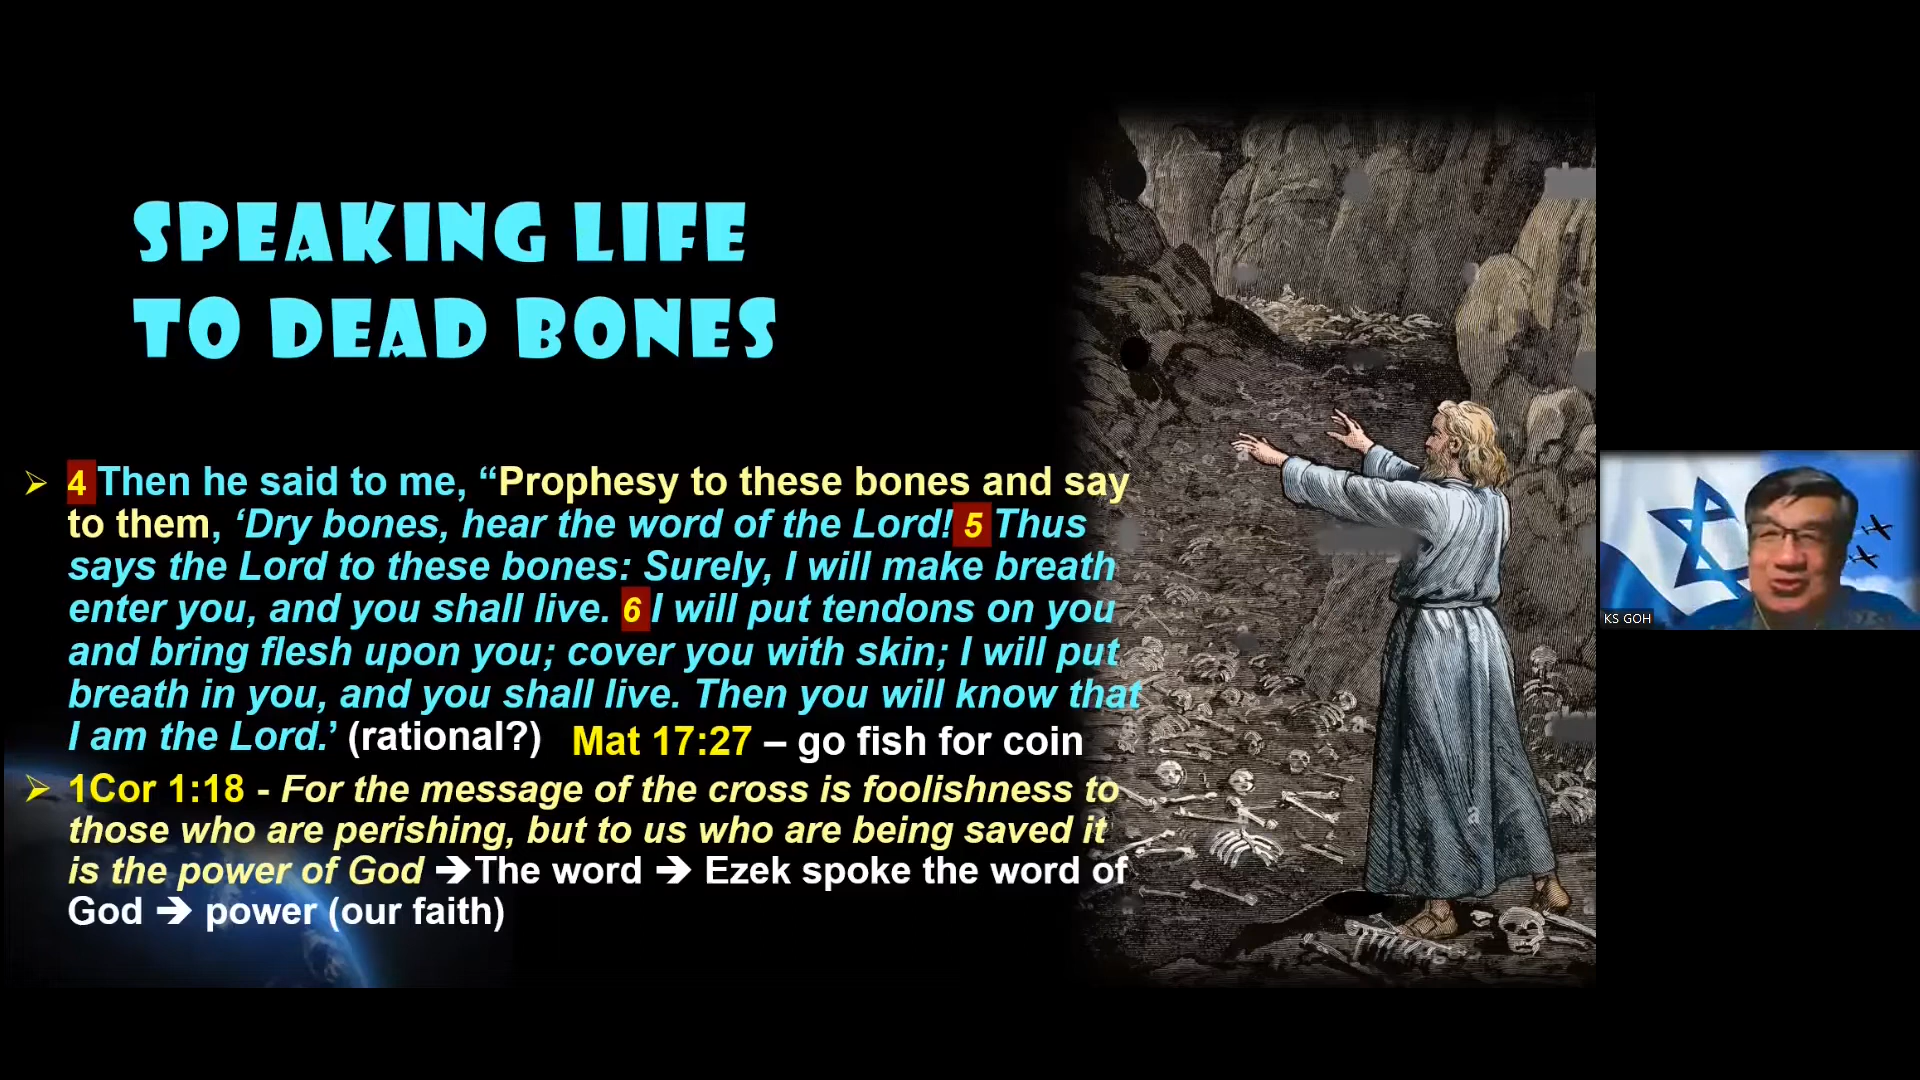 SPEAKING LIFE
TO DEAD BONES
➢ 4 Then he said to me, “Prophesy to these bones and say
to them, ‘Dry bones, hear the word of the Lord! 5 Thus
says the Lord to these bones: Surely, I will make breath
enter you, and you shall live. 6 I will put tendons on you
and bring flesh upon you; cover you with skin; I will put
breath in you, and you shall live. Then you will know that
I am the Lord.’ (rational?) Mat 17:27 – go fish for coin
➢ 1Cor 1:18 - For the message of the cross is foolishness to
those who are perishing, but to us who are being saved it
is the power of God ➔The word ➔ Ezek spoke the word of
God ➔ power (our faith)
KS GOH